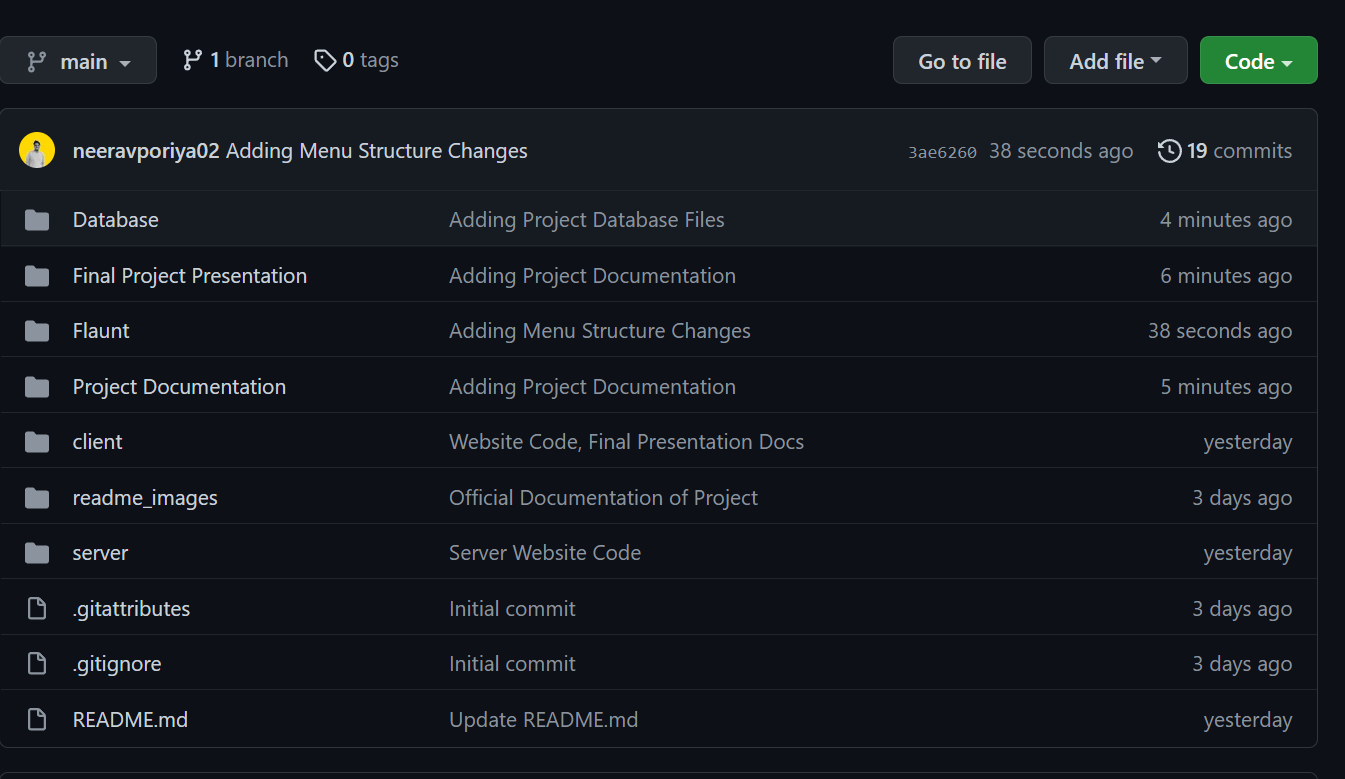 main 1 branch 0 tags Go to file Add file Code
neeravporiya02 Adding Menu Structure Changes 3ae6260 38 seconds ago 19 commits
Database Adding Project Database Files 4 minutes ago
Final Project Presentation Adding Project Documentation 6 minutes ago
Flaunt Adding Menu Structure Changes 38 seconds ago
Project Documentation Adding Project Documentation 5 minutes ago
client Website Code, Final Presentation Docs yesterday
readme_images Official Documentation of Project 3 days ago
server Server Website Code yesterday
.gitattributes Initial commit 3 days ago
.gitignore Initial commit 3 days ago
README.md Update README.md yesterday